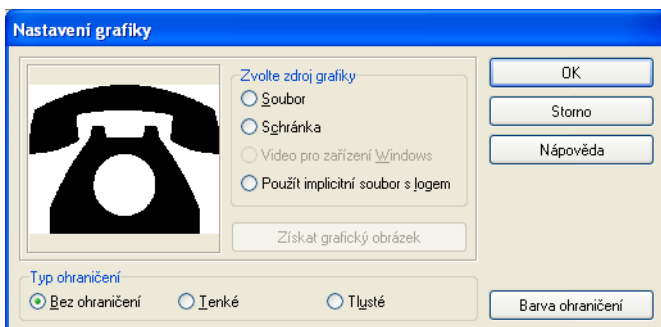 Nastavení grafiky
Zvolte zdroj grafiky
Soubor
Schránka
Video pro zařízení Windows
Použít implicitní soubor s logem
Získat grafický obrázek
OK
Storno
Nápověda
Typ ohraničení
Bez ohraničení Tenké Tlusté
Barva ohraničení